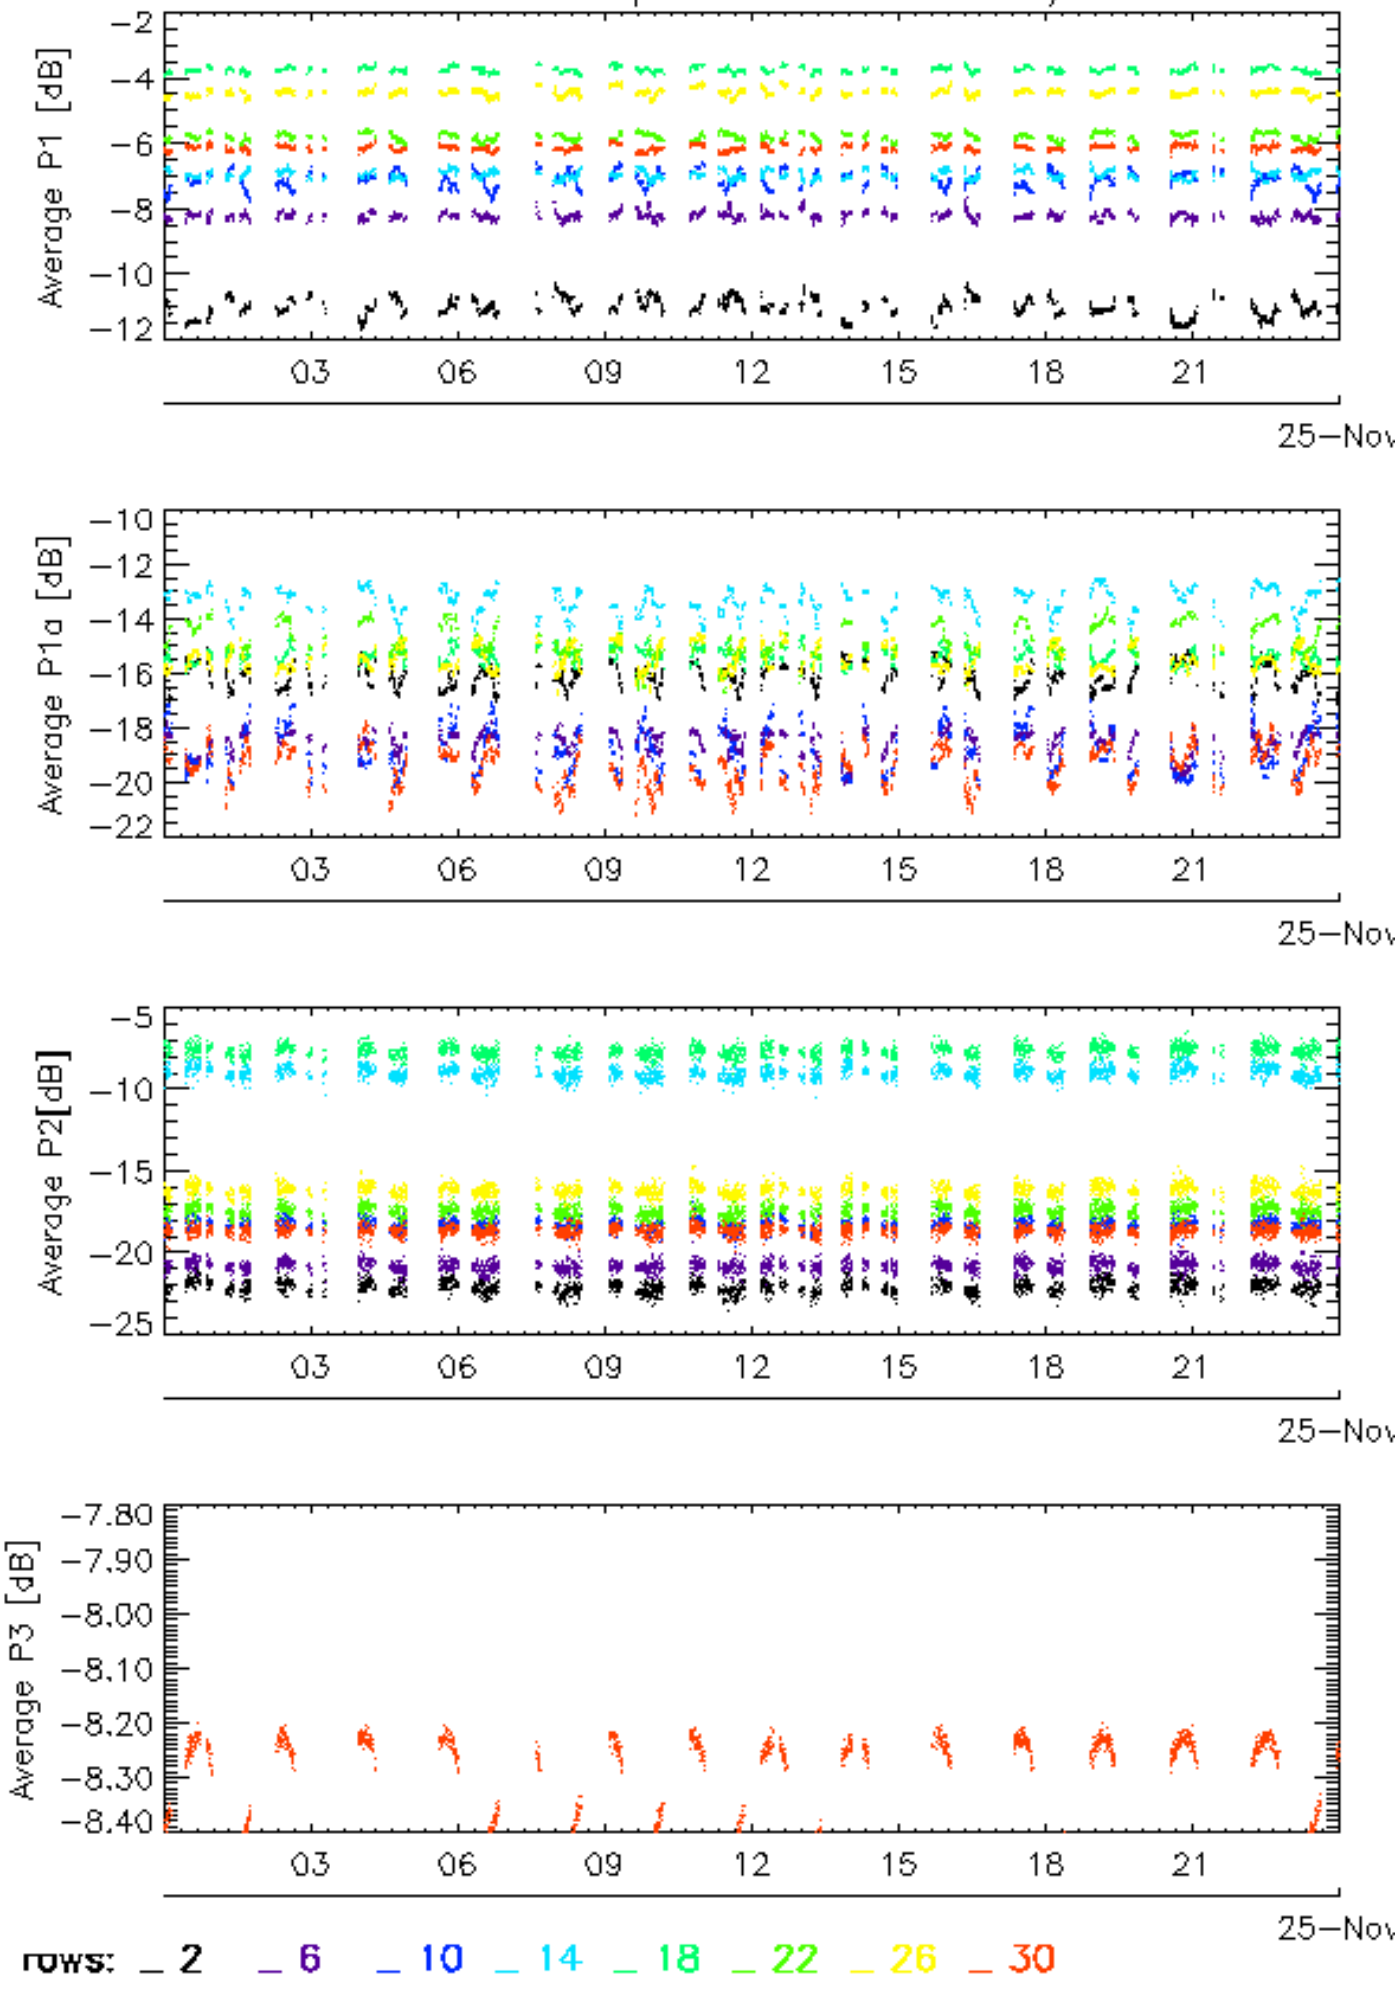 Average P1 [dB]
-2
-4
-6
-8
-10
-12
03 06 09 12 15 18 21
25-Nov
Average P1a [dB]
-10
-12
-14
-16
-18
-20
-22
03 06 09 12 15 18 21
25-Nov
Average P2[dB]
-5
-10
-15
-20
-25
03 06 09 12 15 18 21
25-Nov
Average P3 [dB]
-7.80
-7.90
-8.00
-8.10
-8.20
-8.30
-8.40
03 06 09 12 15 18 21
25-Nov
rows: _ 2 _ 6 _ 10 _ 14 _ 18 _ 22 _ 26 _ 30